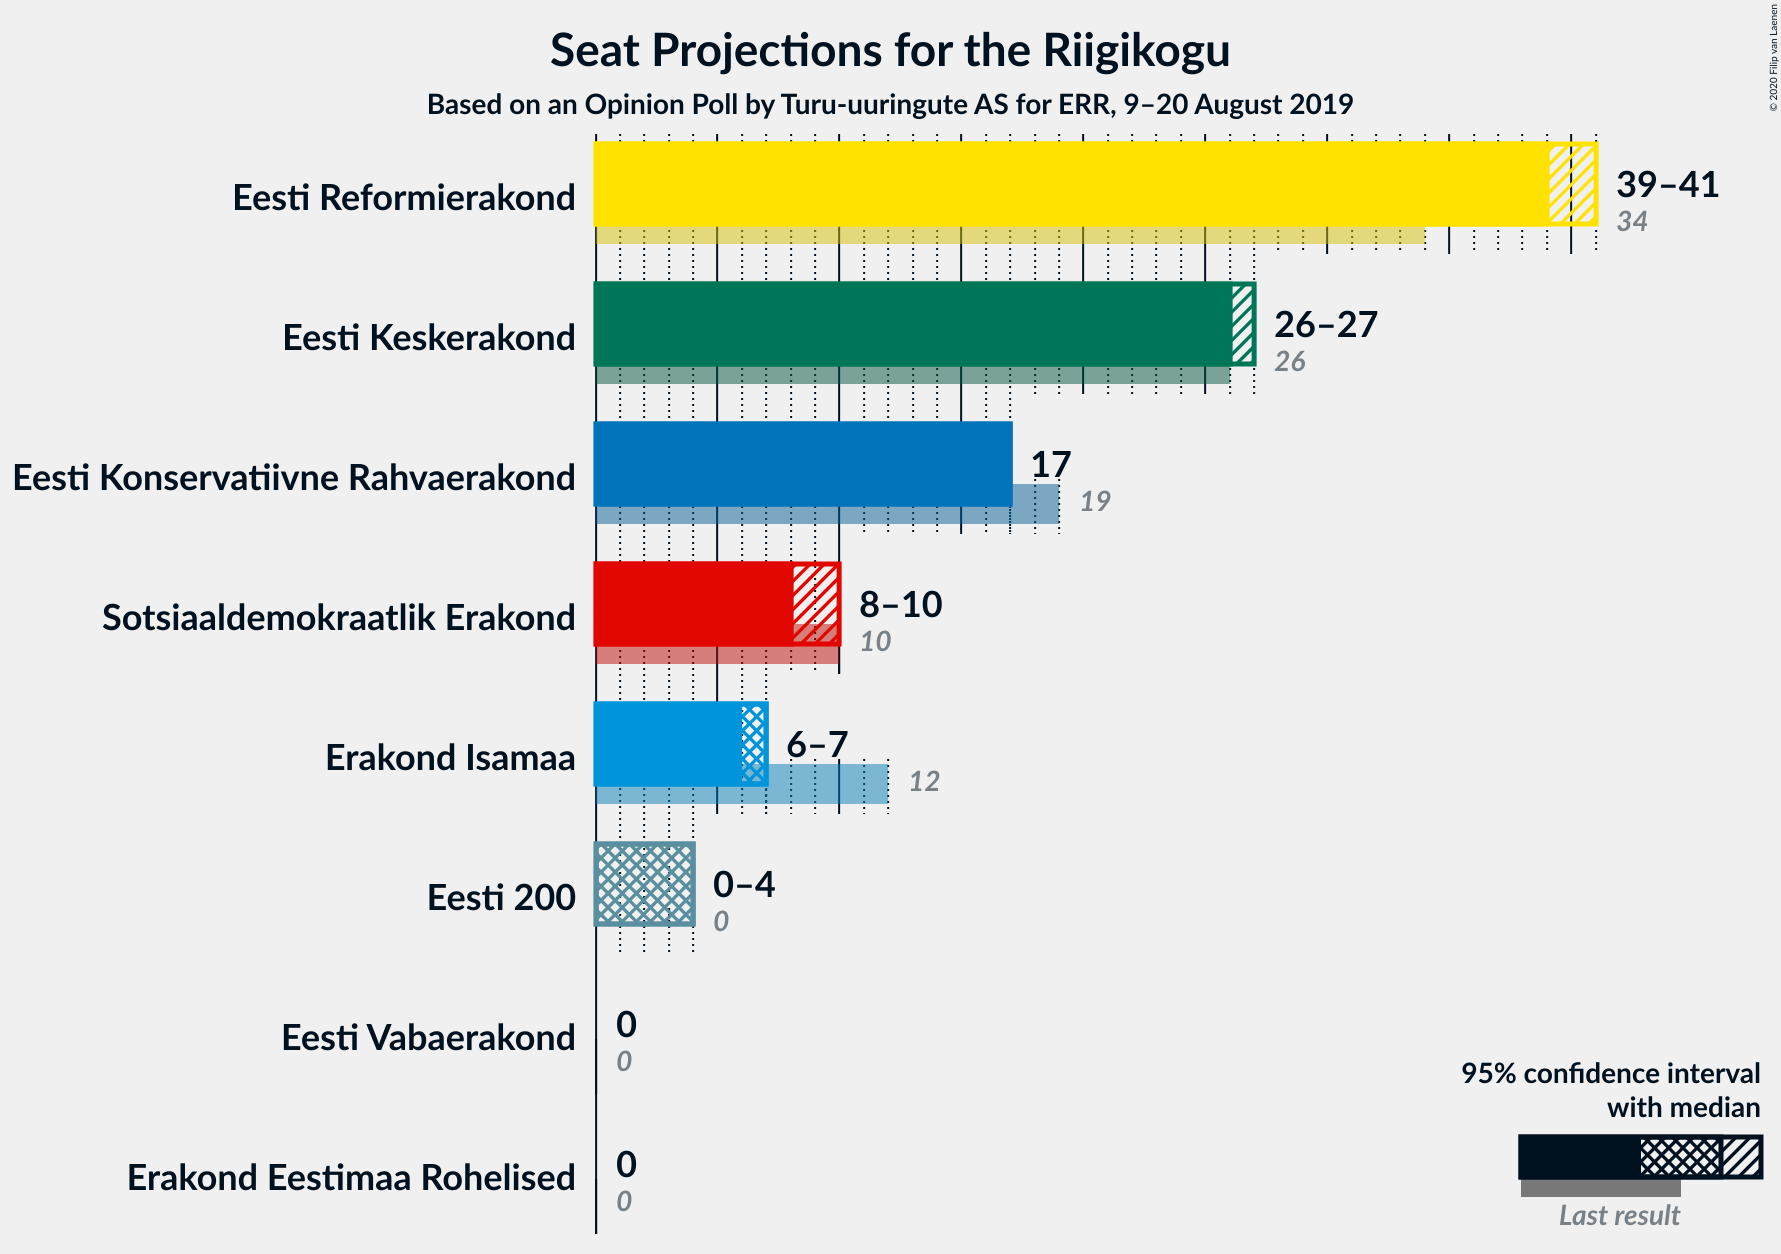 Seat Projections for the Riigikogu
Based on an Opinion Poll by Turu-uuringute AS for ERR, 9–20 August 2019
© 2020 Filip van Laenen
Eesti Reformierakond
39–41
34
Eesti Keskerakond
26–27
26
Eesti Konservatiivne Rahvaerakond
17
19
Sotsiaaldemokraatlik Erakond
8–10
10
Erakond Isamaa
6–7
12
Eesti 200
0–4
0
Eesti Vabaerakond
0
0
Erakond Eestimaa Rohelised
0
0
95% confidence interval
with median
Last result